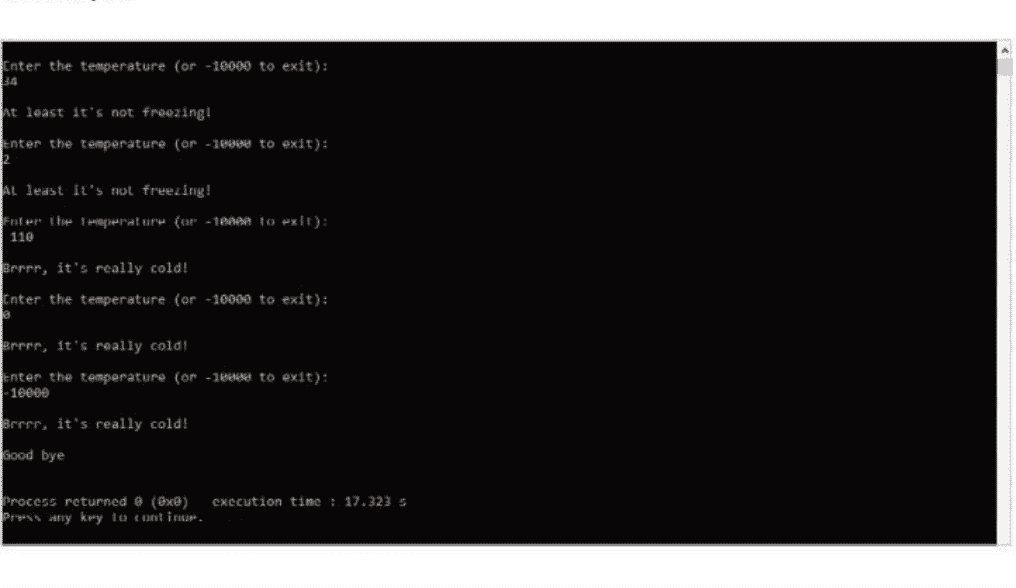 Enter the temperature (or -10000 to exit):
34
At least it's not freezing!
Enter the temperature (or -10000 to exit):
2
At least it's not freezing!
Enter the temperature (or -10000 to exit):
110
Brrrr, it's really cold!
Enter the temperature (or -10000 to exit):
0
Brrrr, it's really cold!
Enter the temperature (or -10000 to exit):
-10000
Brrrr, it's really cold!
Good bye
Process returned 0 (0x0) execution time : 17.323 s
Press any key to continue.